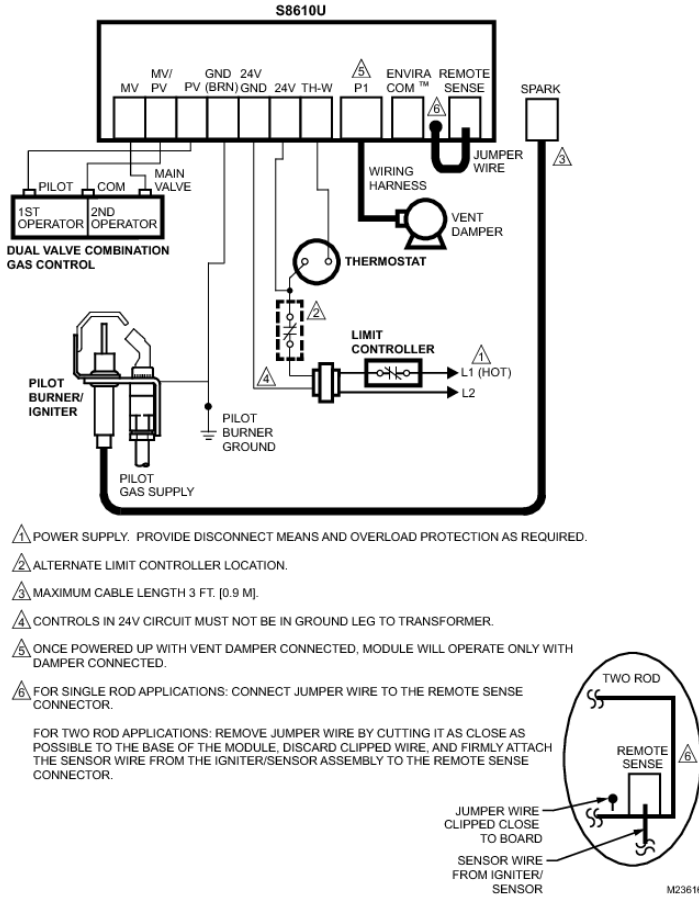 S8610U
MV
MV/
PV
PV
GND
(BRN)
24V
GND
24V
TH-W
5
P1
ENVIRA
COM ™
REMOTE
SENSE
6
SPARK
3
JUMPER
WIRE
WIRING
HARNESS
VENT
DAMPER
MAIN
VALVE
PILOT
COM
1ST
OPERATOR
2ND
OPERATOR
DUAL VALVE COMBINATION
GAS CONTROL
THERMOSTAT
2
LIMIT
CONTROLLER
1
L1 (HOT)
L2
4
PILOT
BURNER/
IGNITER
PILOT
BURNER
GROUND
PILOT
GAS SUPPLY
1 POWER SUPPLY. PROVIDE DISCONNECT MEANS AND OVERLOAD PROTECTION AS REQUIRED.
2 ALTERNATE LIMIT CONTROLLER LOCATION.
3 MAXIMUM CABLE LENGTH 3 FT. [0.9 M].
4 CONTROLS IN 24V CIRCUIT MUST NOT BE IN GROUND LEG TO TRANSFORMER.
5 ONCE POWERED UP WITH VENT DAMPER CONNECTED, MODULE WILL OPERATE ONLY WITH
DAMPER CONNECTED.
6 FOR SINGLE ROD APPLICATIONS: CONNECT JUMPER WIRE TO THE REMOTE SENSE
CONNECTOR.
FOR TWO ROD APPLICATIONS: REMOVE JUMPER WIRE BY CUTTING IT AS CLOSE AS
POSSIBLE TO THE BASE OF THE MODULE, DISCARD CLIPPED WIRE, AND FIRMLY ATTACH
THE SENSOR WIRE FROM THE IGNITER/SENSOR ASSEMBLY TO THE REMOTE SENSE
CONNECTOR.
TWO ROD
REMOTE
SENSE
6
JUMPER WIRE
CLIPPED CLOSE
TO BOARD
SENSOR WIRE
FROM IGNITER/
SENSOR
M23616